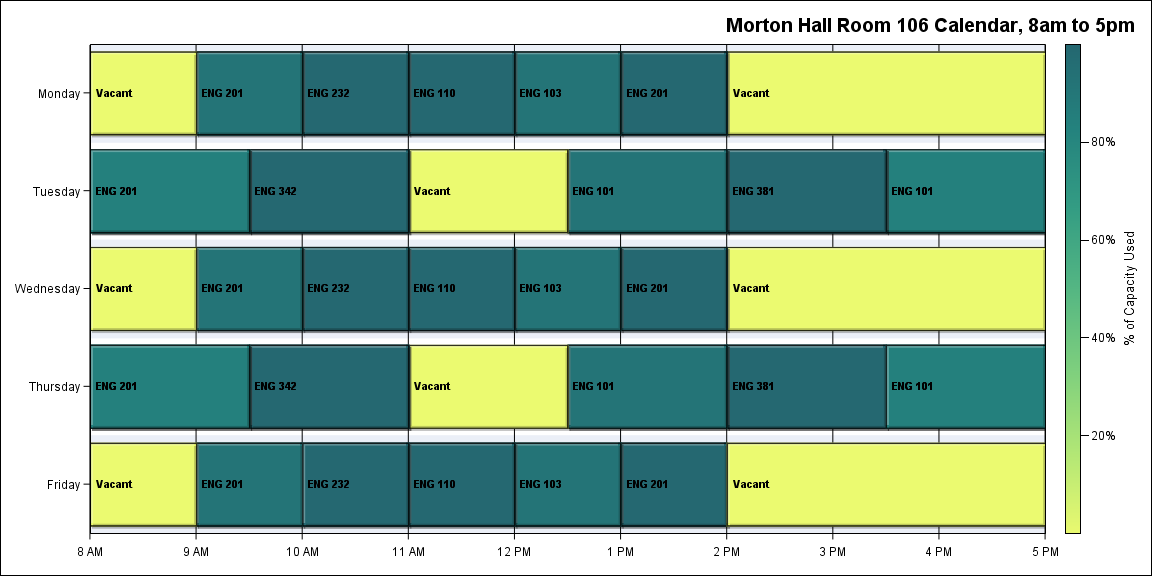 Morton Hall Room 106 Calendar, 8am to 5pm
Monday
Vacant
ENG 201
ENG 232
ENG 110
ENG 103
ENG 201
Vacant
Tuesday
ENG 201
ENG 342
Vacant
ENG 101
ENG 381
ENG 101
Wednesday
Vacant
ENG 201
ENG 232
ENG 110
ENG 103
ENG 201
Vacant
Thursday
ENG 201
ENG 342
Vacant
ENG 101
ENG 381
ENG 101
Friday
Vacant
ENG 201
ENG 232
ENG 110
ENG 103
ENG 201
Vacant
8 AM
9 AM
10 AM
11 AM
12 PM
1 PM
2 PM
3 PM
4 PM
5 PM
80%
60%
40%
20%
% of Capacity Used